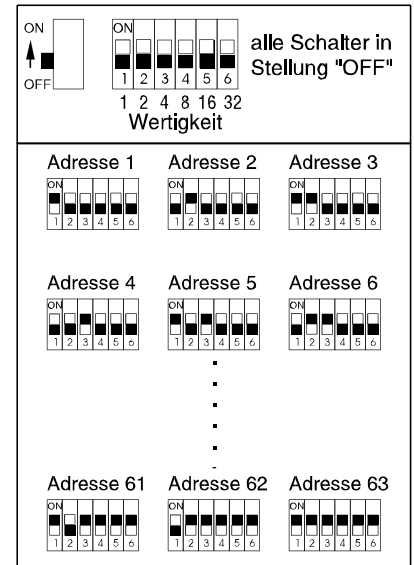 ON
OFF
1 2 3 4 5 6
1 2 4 8 16 32
Wertigkeit
alle Schalter in
Stellung "OFF"
Adresse 1 Adresse 2 Adresse 3
ON ON ON
1 2 3 4 5 6 1 2 3 4 5 6 1 2 3 4 5 6
Adresse 4 Adresse 5 Adresse 6
ON ON ON
1 2 3 4 5 6 1 2 3 4 5 6 1 2 3 4 5 6
Adresse 61 Adresse 62 Adresse 63
ON ON ON
1 2 3 4 5 6 1 2 3 4 5 6 1 2 3 4 5 6